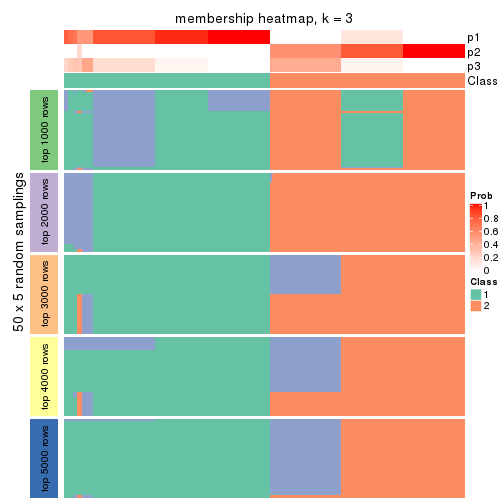 membership heatmap, k = 3
p1
p2
p3
Class
50 x 5 random samplings
top 1000 rows
top 2000 rows
top 3000 rows
top 4000 rows
top 5000 rows
Prob
1
0.8
0.6
0.4
0.2
0
Class
1
2